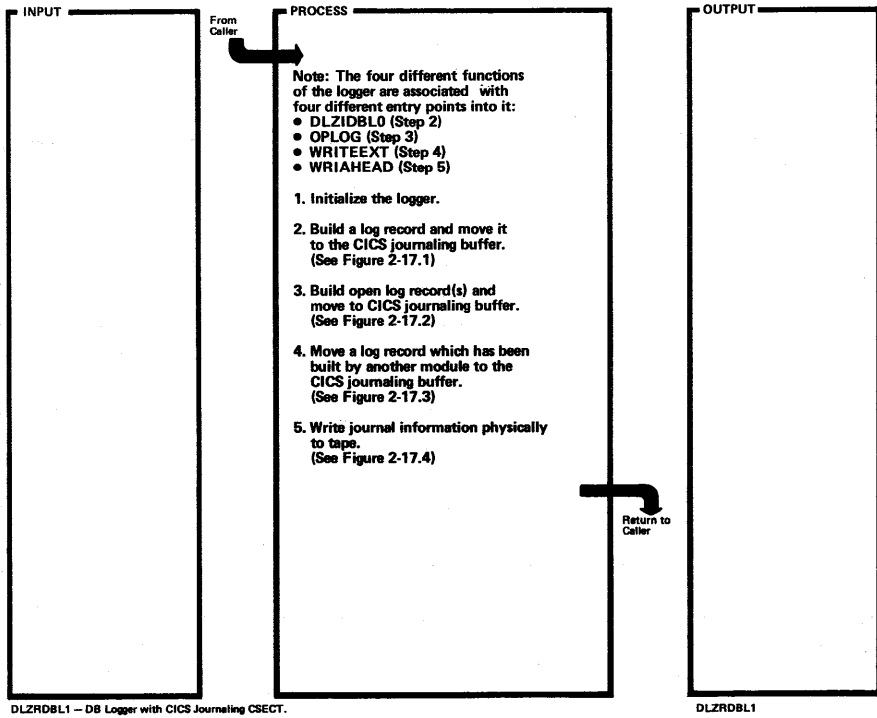 INPUT
From
Caller
PROCESS
Note: The four different functions
of the logger are associated with
four different entry points into it:
• DLZIDBL0 (Step 2)
• OPLOG (Step 3)
• WRITEEXT (Step 4)
• WRIAHEAD (Step 5)
1. Initialize the logger.
2. Build a log record and move it
to the CICS journaling buffer.
(See Figure 2-17.1)
3. Build open log record(s) and
move to CICS journaling buffer.
(See Figure 2-17.2)
4. Move a log record which has been
built by another module to the
CICS journaling buffer.
(See Figure 2-17.3)
5. Write journal information physically
to tape.
(See Figure 2-17.4)
Return to
Caller
OUTPUT
DLZRDBL1 – DB Logger with CICS Journaling CSECT.
DLZRDBL1